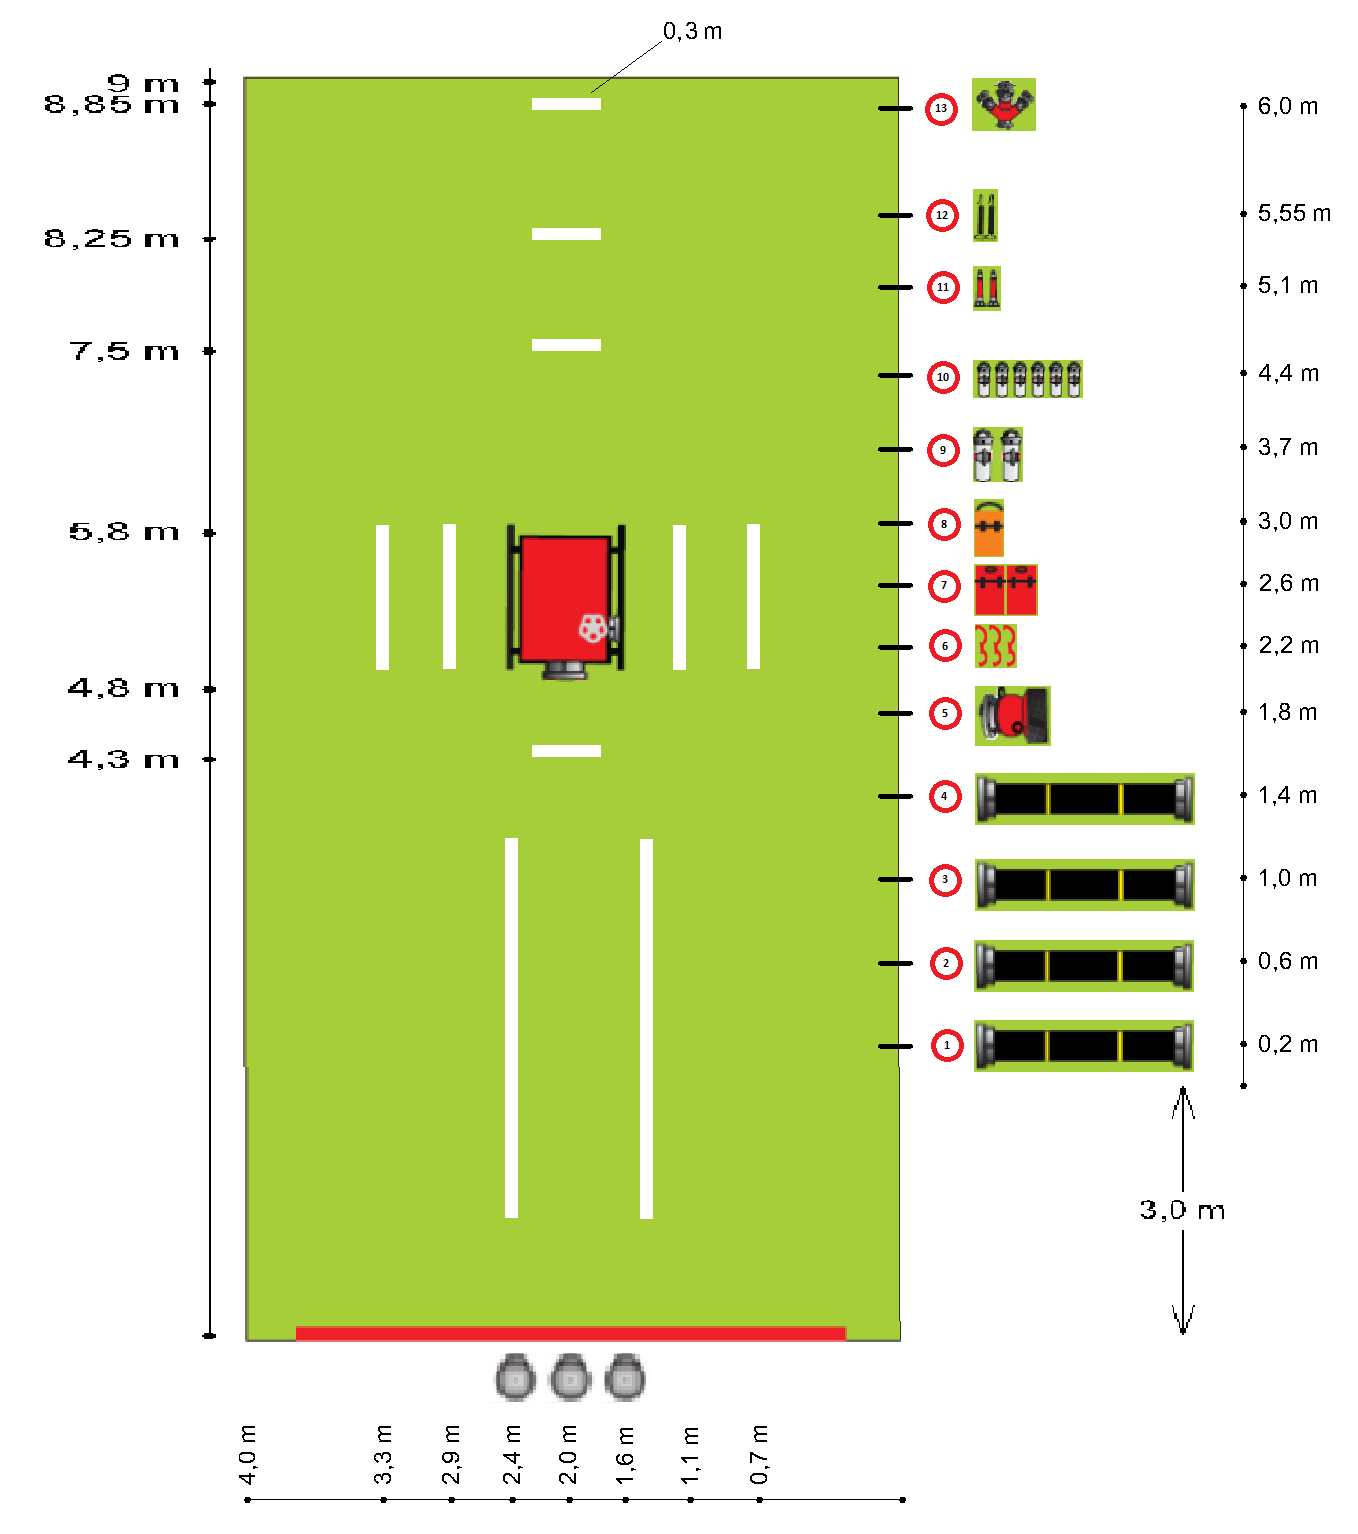 0,3 m
9 m
8,85 m
8,25 m
7,5 m
5,8 m
4,8 m
4,3 m
13
12
11
10
9
8
7
6
5
4
3
2
1
6,0 m
5,55 m
5,1 m
4,4 m
3,7 m
3,0 m
2,6 m
2,2 m
1,8 m
1,4 m
1,0 m
0,6 m
0,2 m
3,0 m
4,0 m
3,3 m
2,9 m
2,4 m
2,0 m
1,6 m
1,1 m
0,7 m